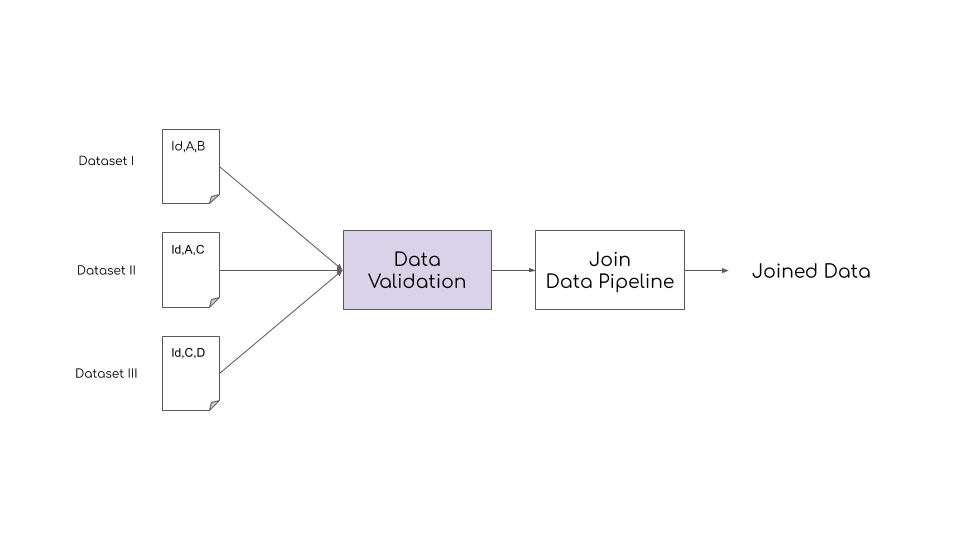 Dataset I
Id,A,B
Dataset II
Id,A,C
Dataset III
Id,C,D
Data
Validation
Join
Data Pipeline
Joined Data